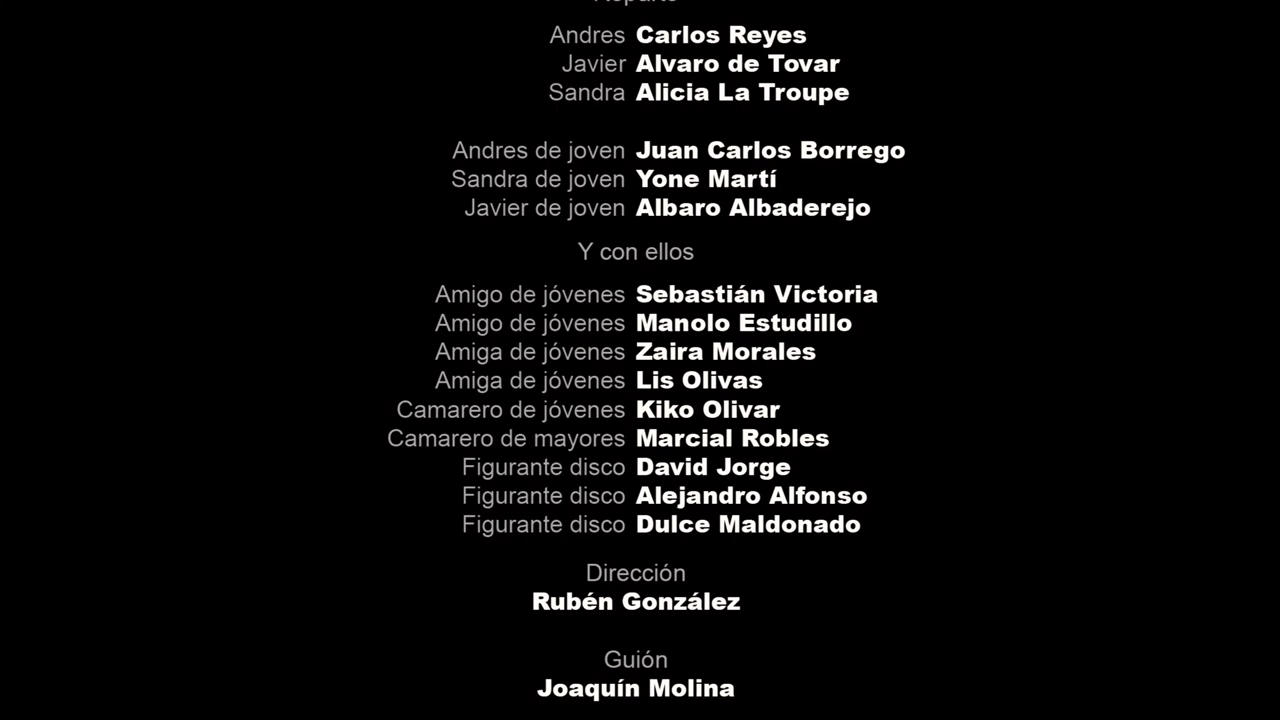 Reparto
Andres Carlos Reyes
Javier Alvaro de Tovar
Sandra Alicia La Troupe
Andres de joven Juan Carlos Borrego
Sandra de joven Yone Martí
Javier de joven Albaro Albaderejo
Y con ellos
Amigo de jóvenes Sebastián Victoria
Amigo de jóvenes Manolo Estudillo
Amiga de jóvenes Zaira Morales
Amiga de jóvenes Lis Olivas
Camarero de jóvenes Kiko Olivar
Camarero de mayores Marcial Robles
Figurante disco David Jorge
Figurante disco Alejandro Alfonso
Figurante disco Dulce Maldonado
Dirección
Rubén González
Guión
Joaquín Molina